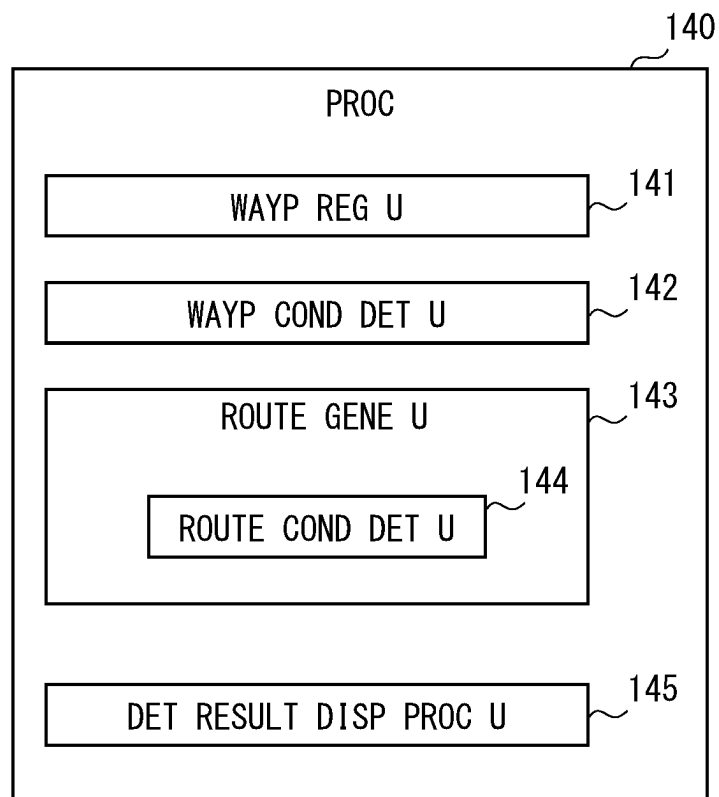 140
PROC
141
WAYP REG U
142
WAYP COND DET U
143
ROUTE GENE U
144
ROUTE COND DET U
145
DET RESULT DISP PROC U